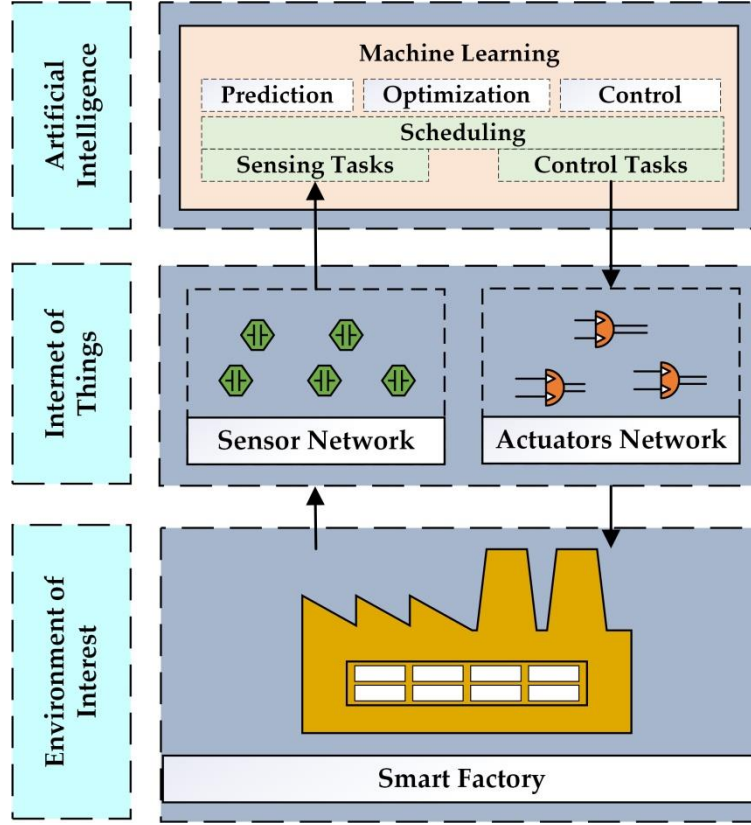 Artificial
Intelligence
Machine Learning
Prediction
Optimization
Control
Scheduling
Sensing Tasks
Control Tasks
Internet of
Things
Sensor Network
Actuators Network
Environment of
Interest
Smart Factory